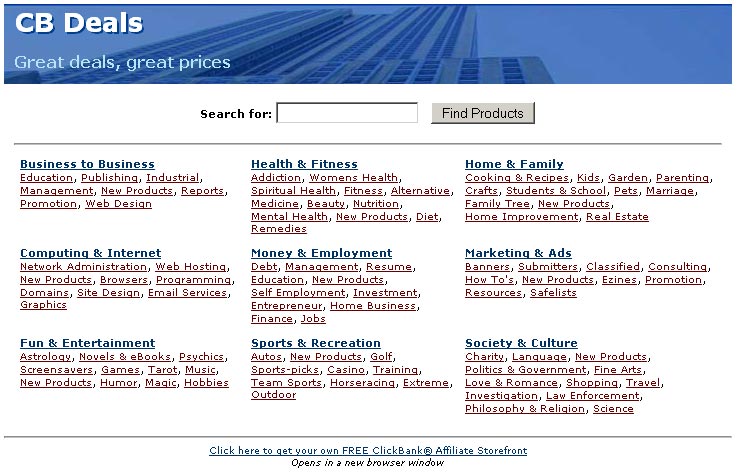 CB Deals
Great deals, great prices
Search for: Find Products
Business to Business
Education, Publishing, Industrial,
Management, New Products, Reports,
Promotion, Web Design
Health & Fitness
Addiction, Womens Health,
Spiritual Health, Fitness, Alternative,
Medicine, Beauty, Nutrition,
Mental Health, New Products, Diet,
Remedies
Home & Family
Cooking & Recipes, Kids, Garden, Parenting,
Crafts, Students & School, Pets, Marriage,
Family Tree, New Products,
Home Improvement, Real Estate
Computing & Internet
Network Administration, Web Hosting,
New Products, Browsers, Programming,
Domains, Site Design, Email Services,
Graphics
Money & Employment
Debt, Management, Resume,
Education, New Products,
Self Employment, Investment,
Entrepreneur, Home Business,
Finance, Jobs
Marketing & Ads
Banners, Submitters, Classified, Consulting,
How To's, New Products, Ezines, Promotion,
Resources, Safelists
Fun & Entertainment
Astrology, Novels & eBooks, Psychics,
Screensavers, Games, Tarot, Music,
New Products, Humor, Magic, Hobbies
Sports & Recreation
Autos, New Products, Golf,
Sports-picks, Casino, Training,
Team Sports, Horseracing, Extreme,
Outdoor
Society & Culture
Charity, Language, New Products,
Politics & Government, Fine Arts,
Love & Romance, Shopping, Travel,
Investigation, Law Enforcement,
Philosophy & Religion, Science
Click here to get your own FREE ClickBank® Affiliate Storefront
Opens in a new browser window